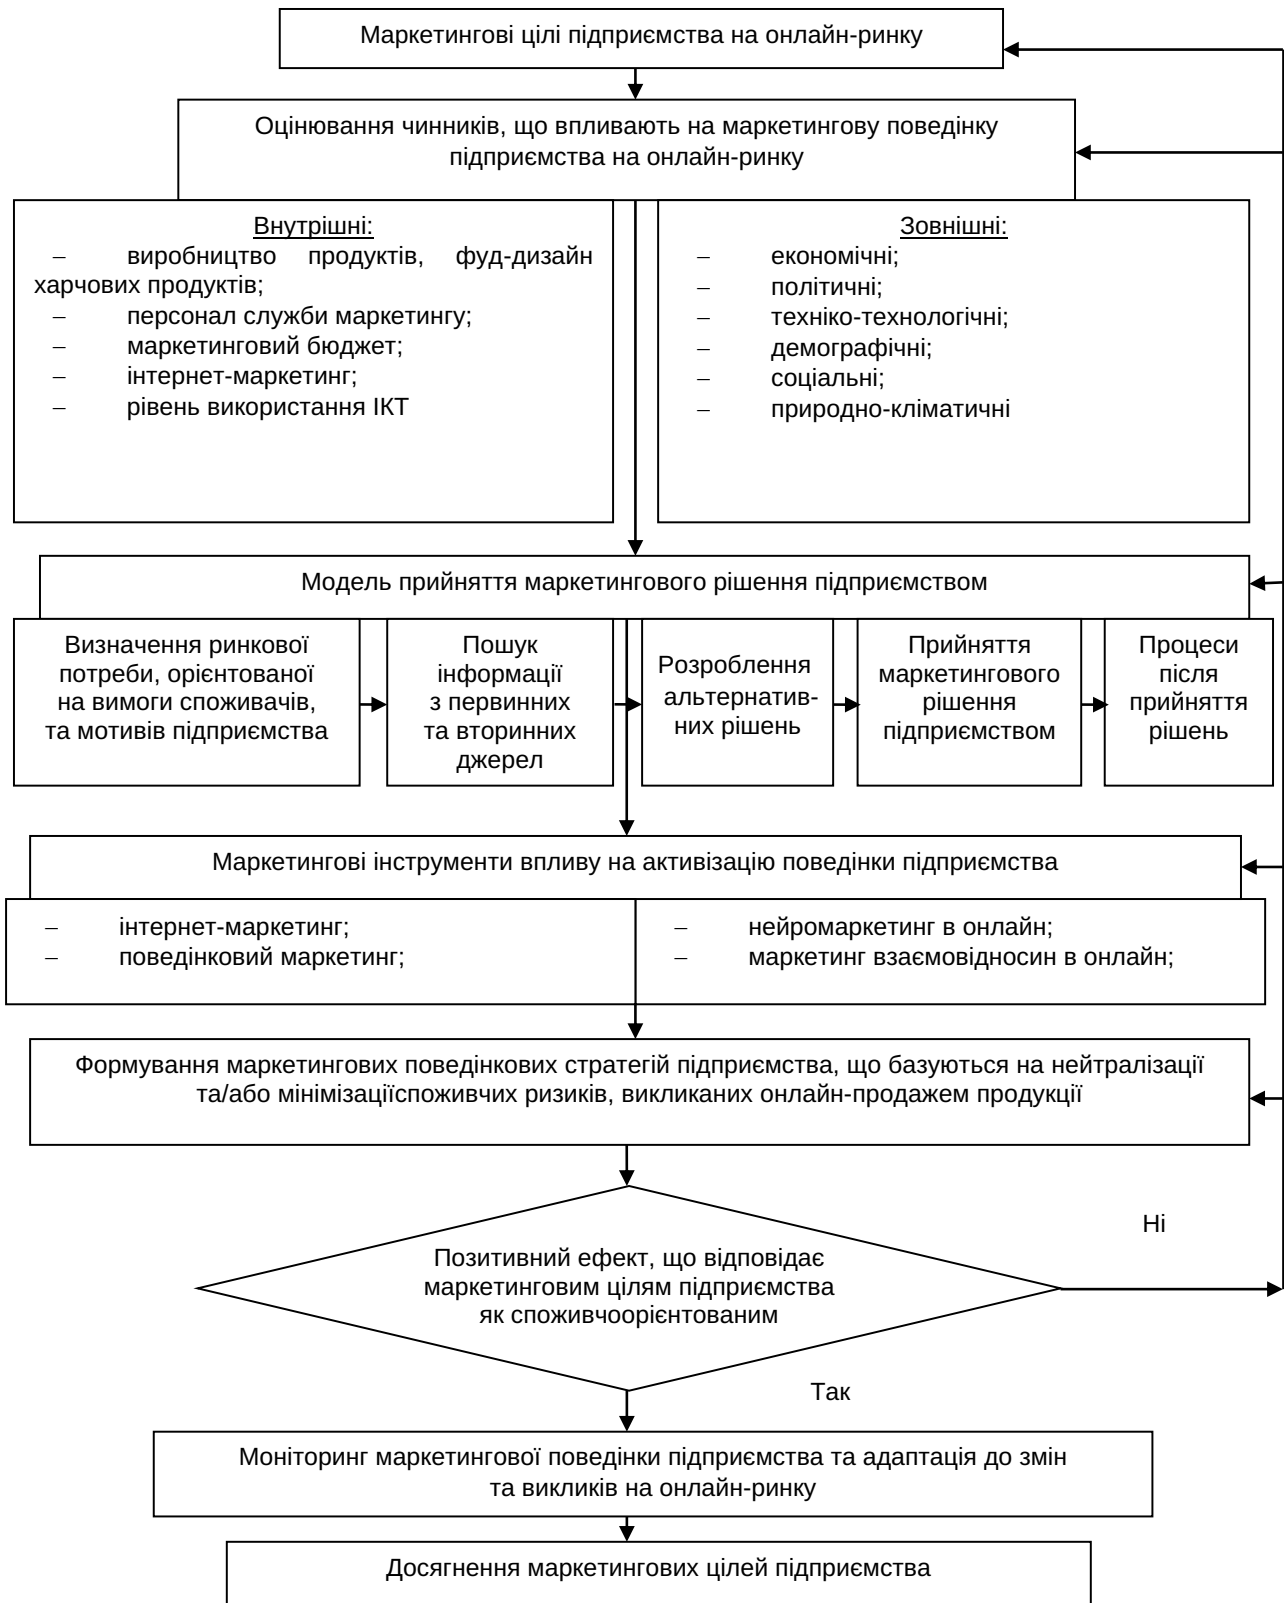 Маркетингові цілі підприємства на онлайн-ринку
Оцінювання чинників, що впливають на маркетингову поведінку
підприємства на онлайн-ринку
Внутрішні:
– виробництво продуктів, фуд-дизайн
харчових продуктів;
– персонал служби маркетингу;
– маркетинговий бюджет;
– інтернет-маркетинг;
– рівень використання ІКТ
Зовнішні:
– економічні;
– політичні;
– техніко-технологічні;
– демографічні;
– соціальні;
– природно-кліматичні
Модель прийняття маркетингового рішення підприємством
Визначення ринкової
потреби, орієнтованої
на вимоги споживачів,
та мотивів підприємства
Пошук
інформації
з первинних
та вторинних
джерел
Розроблення
альтернатив-
них рішень
Прийняття
маркетингового
рішення
підприємством
Процеси
після
прийняття
рішень
Маркетингові інструменти впливу на активізацію поведінки підприємства
– інтернет-маркетинг;
– поведінковий маркетинг;
– нейромаркетинг в онлайн;
– маркетинг взаємовідносин в онлайн;
Формування маркетингових поведінкових стратегій підприємства, що базуються на нейтралізації
та/або мінімізаціїспоживчих ризиків, викликаних онлайн-продажем продукції
Ні
Позитивний ефект, що відповідає
маркетинговим цілям підприємства
як споживчоорієнтованим
Так
Моніторинг маркетингової поведінки підприємства та адаптація до змін
та викликів на онлайн-ринку
Досягнення маркетингових цілей підприємства